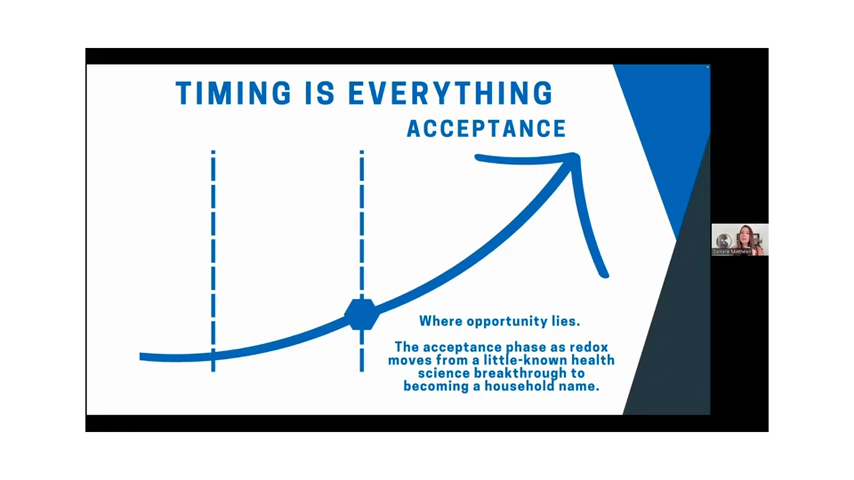 TIMING IS EVERYTHING
ACCEPTANCE
Where opportunity lies.
The acceptance phase as redox
moves from a little-known health
science breakthrough to
becoming a household name.